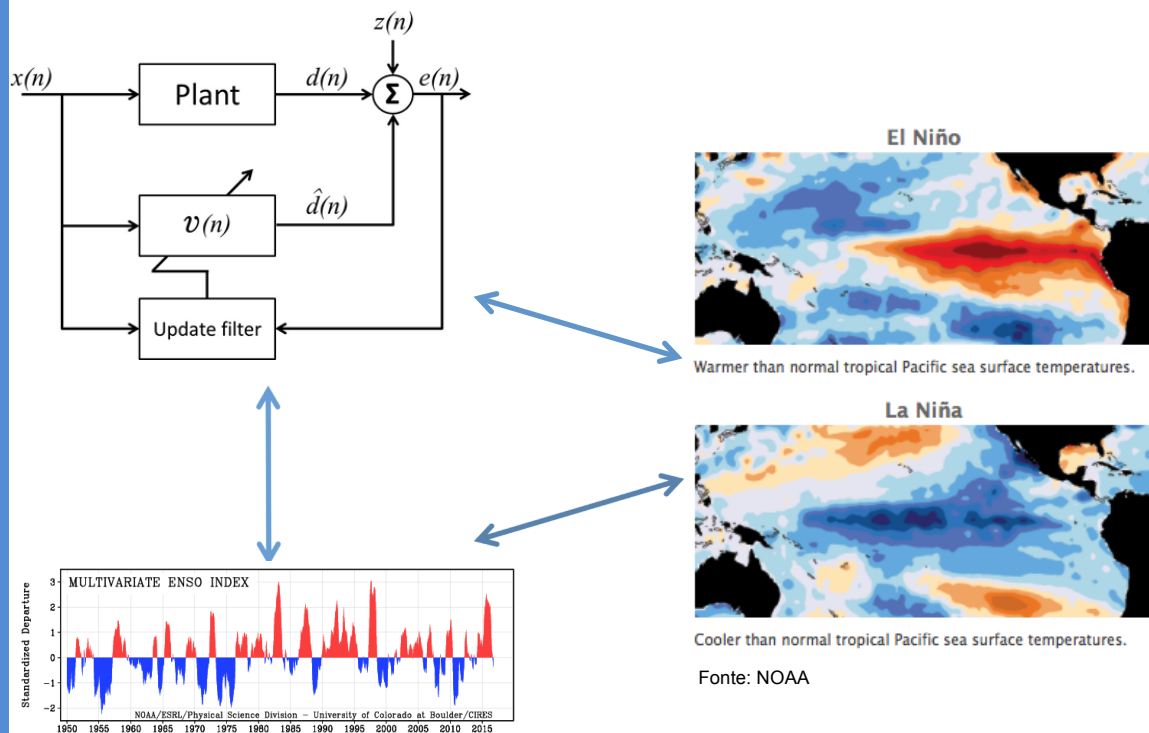 z(n)
x(n)
Plant
d(n)
Σ
e(n)
v(n)
d̂(n)
Update filter
El Niño
Warmer than normal tropical Pacific sea surface temperatures.
La Niña
Cooler than normal tropical Pacific sea surface temperatures.
Fonte: NOAA
MULTIVARIATE ENSO INDEX
Standardized Departure
3
2
1
0
-1
-2
NOAA/ESRL/Physical Science Division – University of Colorado at Boulder/CIRES
1950 1955 1960 1965 1970 1975 1980 1985 1990 1995 2000 2005 2010 2015